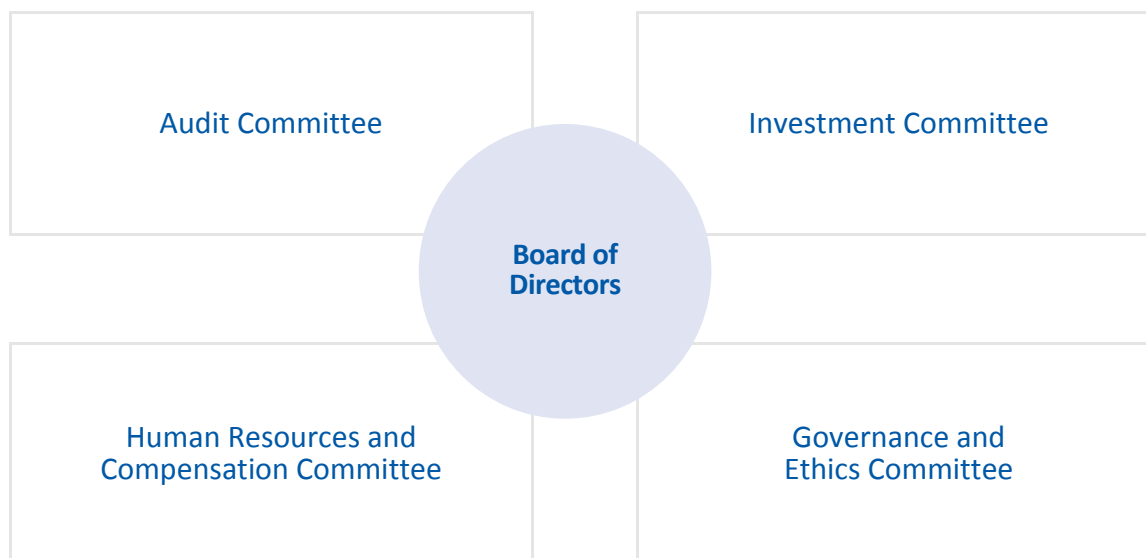 Audit Committee
Investment Committee
Board of
Directors
Human Resources and
Compensation Committee
Governance and
Ethics Committee